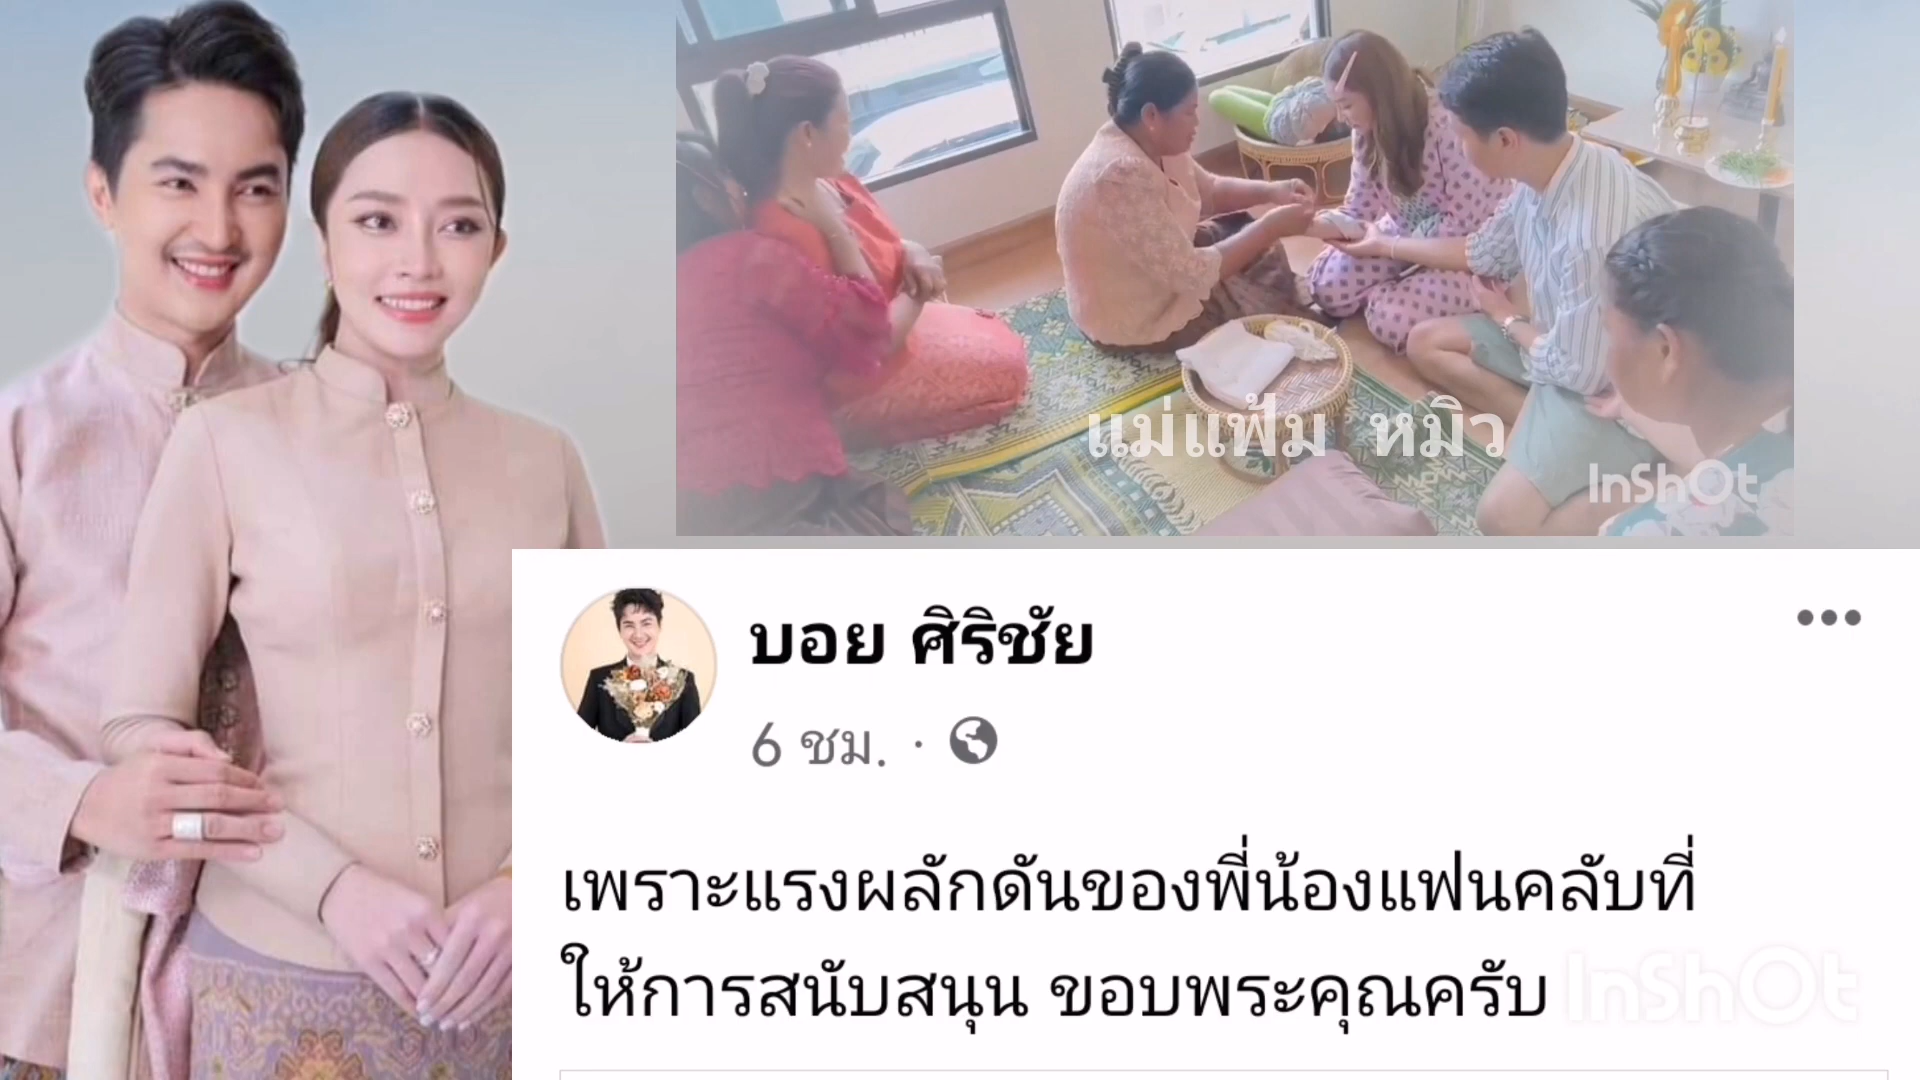 แม่แฟ้ม หมิว
InShOt
บอย ศิริชัย
6 ชม.
เพราะแรงผลักดันของพี่น้องแฟนคลับที่
ให้การสนับสนุน ขอบพระคุณครับ
InShOt